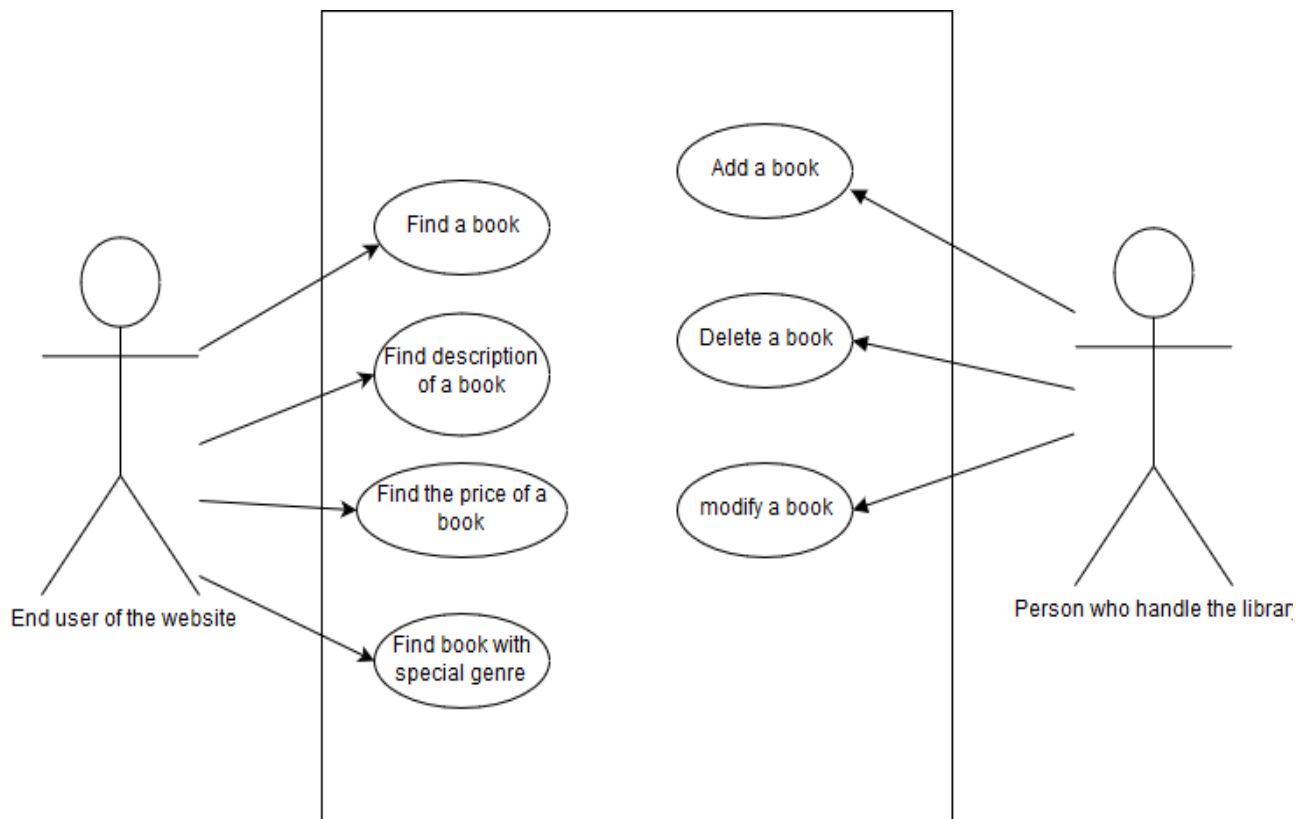 Find a book
Find description
of a book
Find the price of a
book
Find book with
special genre
Add a book
Delete a book
modify a book
End user of the website
Person who handle the library